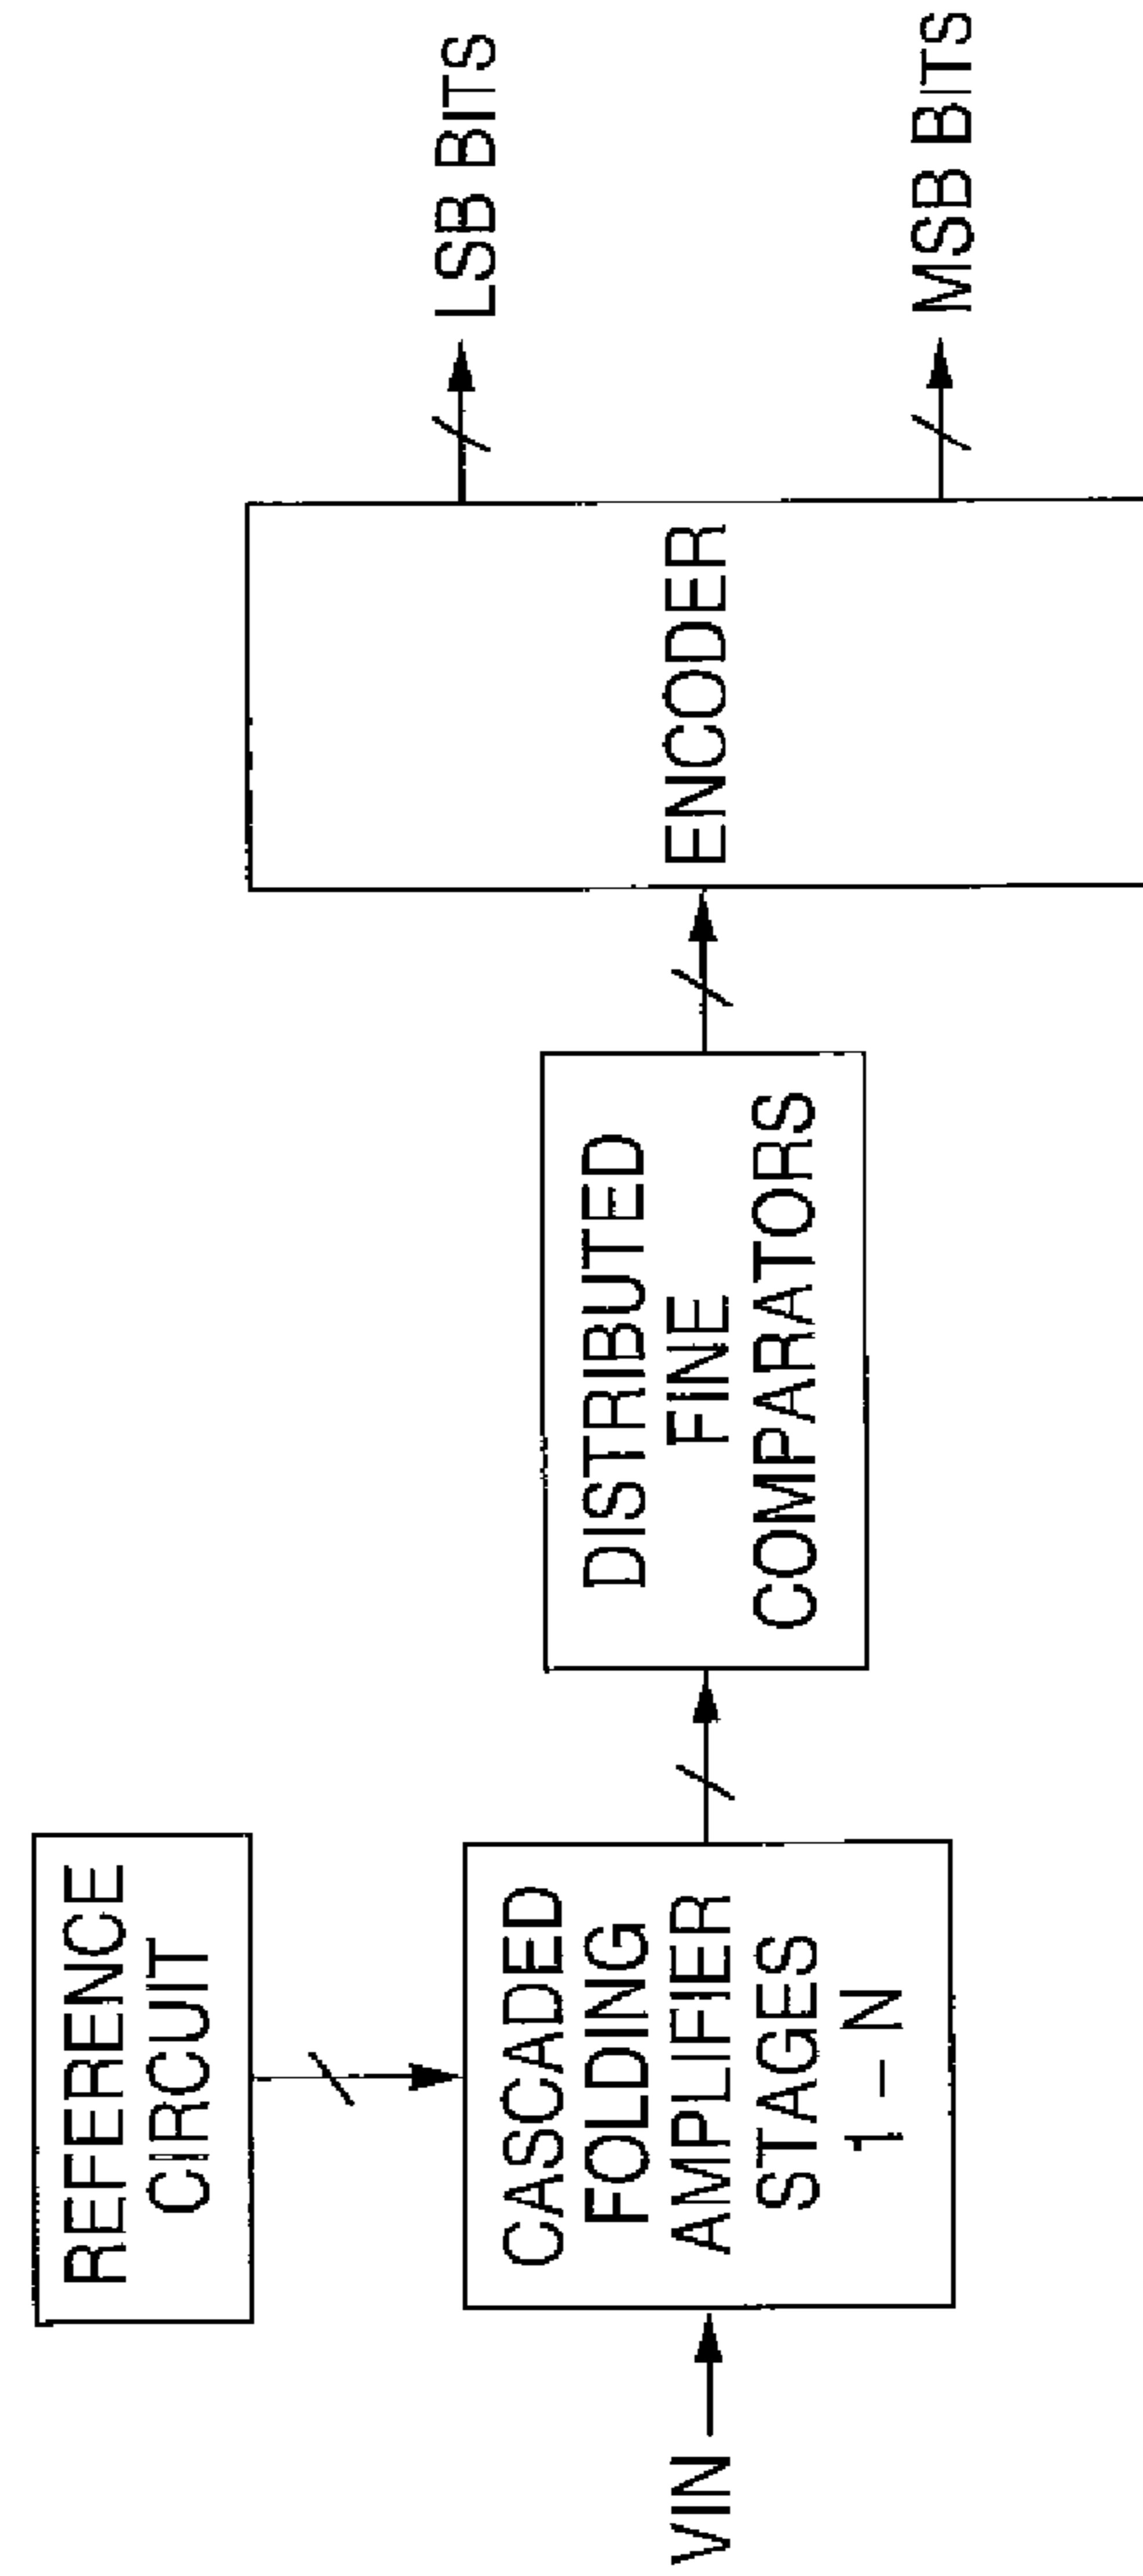 REFERENCE
CIRCUIT
VIN
CASCADED
FOLDING
AMPLIFIER
STAGES
1 - N
DISTRIBUTED
FINE
COMPARATORS
ENCODER
LSB BITS
MSB BITS